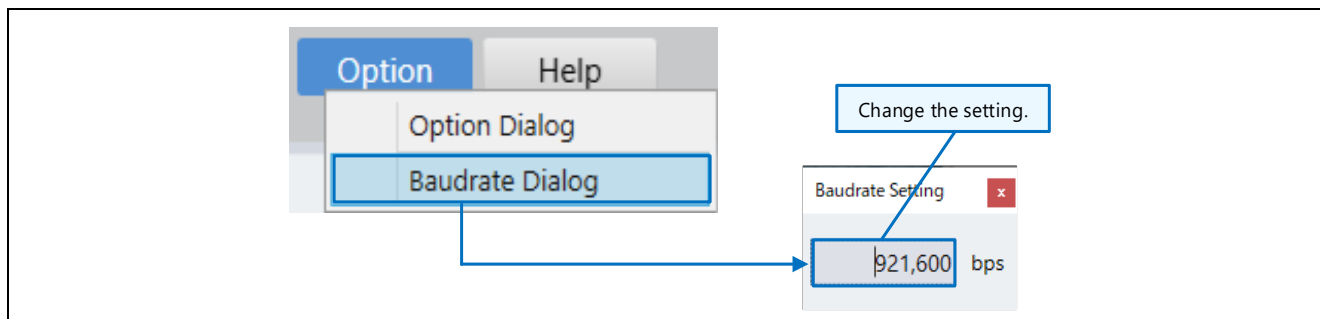 Option Help
Option Dialog
Baudrate Dialog
Change the setting.
Baudrate Setting x
921,600 bps